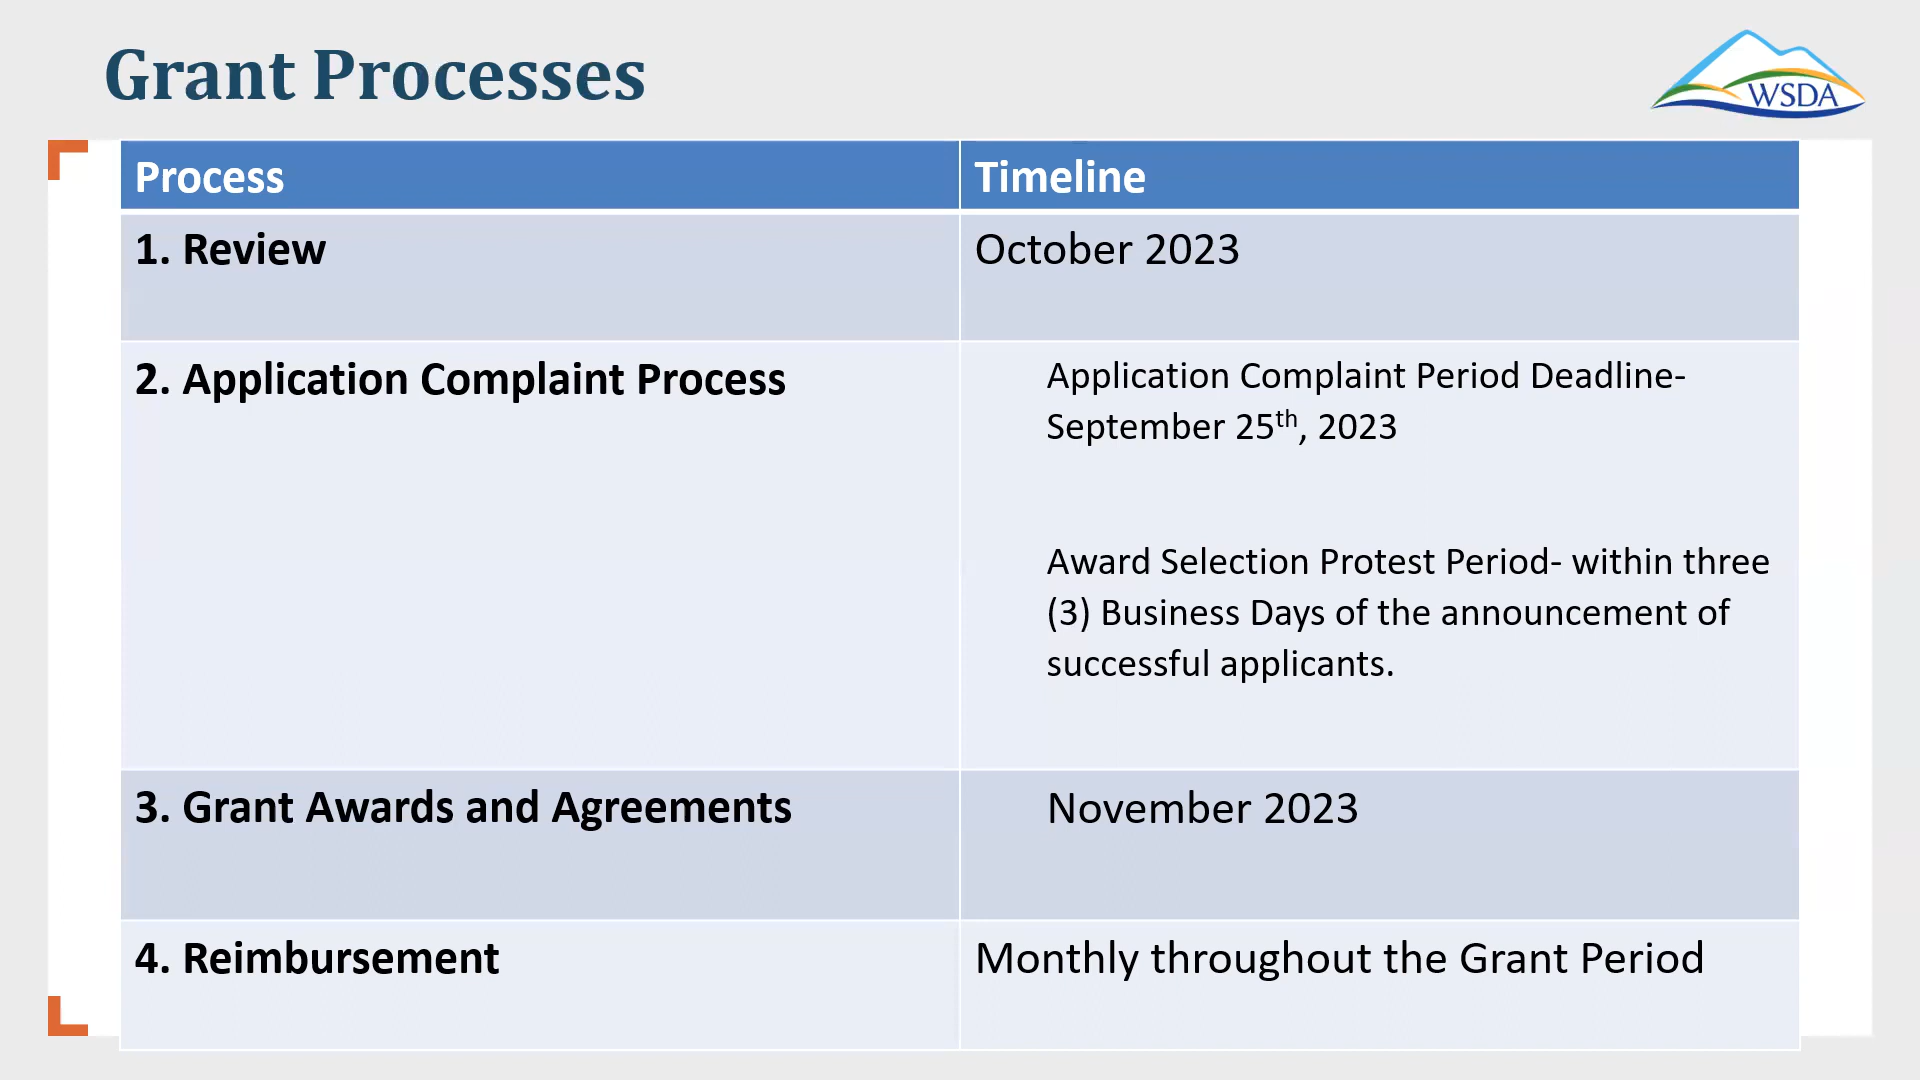 Grant Processes
WSDA
Process
Timeline
1. Review
October 2023
2. Application Complaint Process
Application Complaint Period Deadline-
September 25th, 2023
Award Selection Protest Period- within three
(3) Business Days of the announcement of
successful applicants.
3. Grant Awards and Agreements
November 2023
4. Reimbursement
Monthly throughout the Grant Period